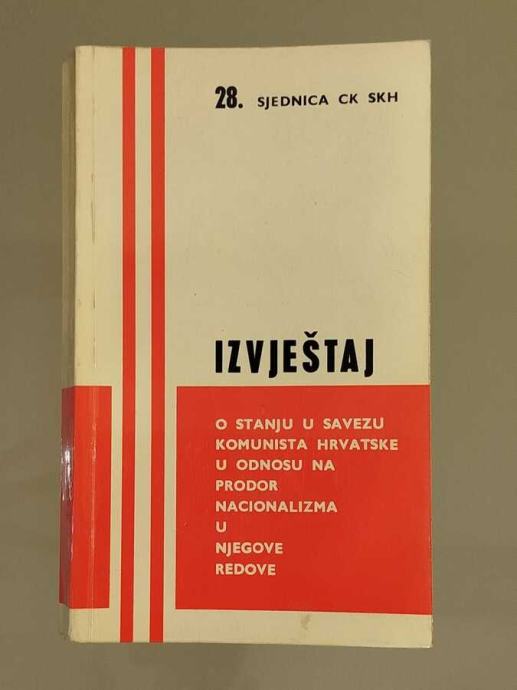 28. SJEDNICA CK SKH
IZVJEŠTAJ
O STANJU U SAVEZU
KOMUNISTA HRVATSKE
U ODNOSU NA
PRODOR
NACIONALIZMA
U
NJEGOVE
REDOVE